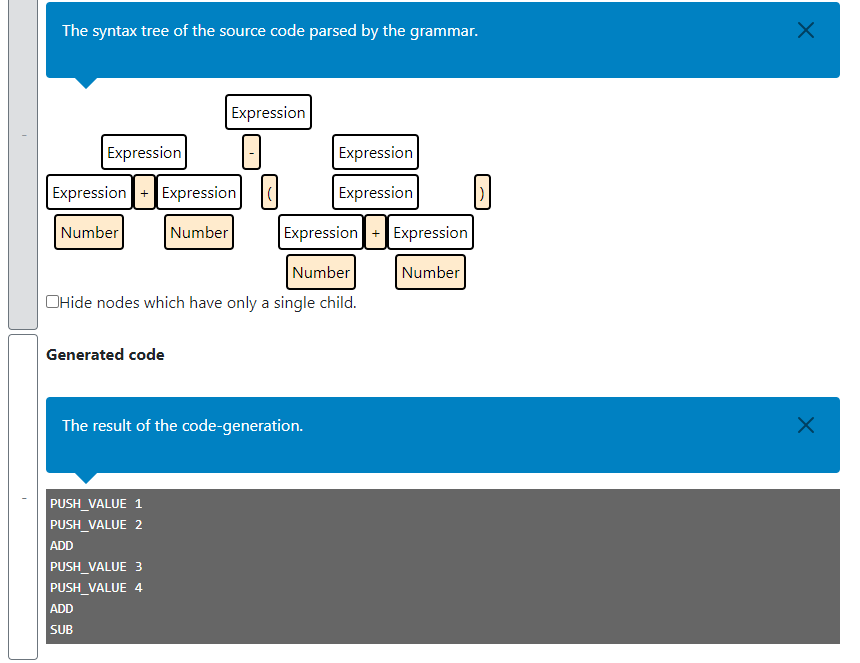 The syntax tree of the source code parsed by the grammar.
Expression
Expression - Expression
Expression + Expression ( Expression )
Number Number Expression + Expression
Number Number
Hide nodes which have only a single child.
-
Generated code
The result of the code-generation.
-
PUSH_VALUE 1
PUSH_VALUE 2
ADD
PUSH_VALUE 3
PUSH_VALUE 4
ADD
SUB